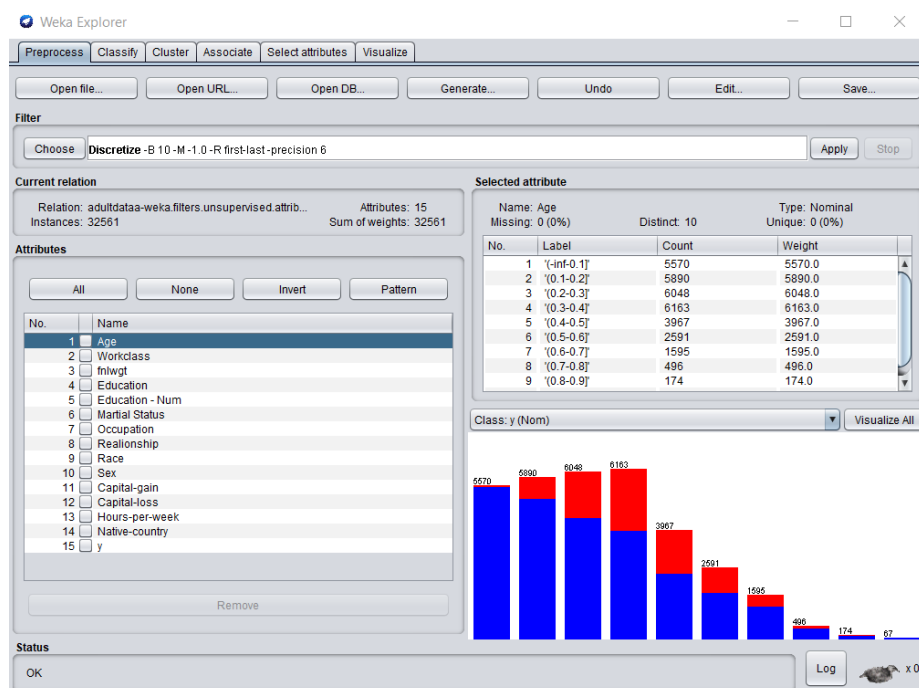 Weka Explorer
Preprocess Classify Cluster Associate Select attributes Visualize
Open file... Open URL... Open DB... Generate... Undo Edit... Save...
Filter
Choose Discretize -B 10 -M -1.0 -R first-last -precision 6 Apply Stop
Current relation
Relation: adultdataa-weka.filters.unsupervised.attrib... Attributes: 15
Instances: 32561 Sum of weights: 32561
Attributes
All None Invert Pattern
No. Name
1 Age
2 Workclass
3 fnlwgt
4 Education
5 Education - Num
6 Martial Status
7 Occupation
8 Realionship
9 Race
10 Sex
11 Capital-gain
12 Capital-loss
13 Hours-per-week
14 Native-country
15 y
Remove
Selected attribute
Name: Age Type: Nominal
Missing: 0 (0%) Distinct: 10 Unique: 0 (0%)
No. Label Count Weight
1 '(-inf-0.1]' 5570 5570.0
2 '(0.1-0.2]' 5890 5890.0
3 '(0.2-0.3]' 6048 6048.0
4 '(0.3-0.4]' 6163 6163.0
5 '(0.4-0.5]' 3967 3967.0
6 '(0.5-0.6]' 2591 2591.0
7 '(0.6-0.7]' 1595 1595.0
8 '(0.7-0.8]' 496 496.0
9 '(0.8-0.9]' 174 174.0
Class: y (Nom) Visualize All
5570 5890 6048 6163 3967 2591 1595 496 174 67
Status
OK Log x 0